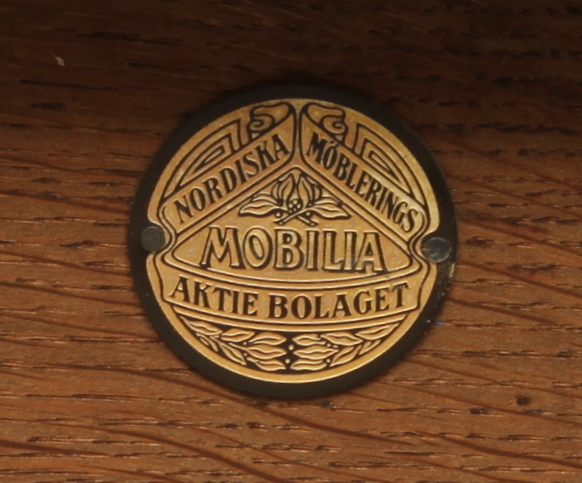 NORDISKA
MÖBLERINGS
MOBILIA
AKTIE BOLAGET